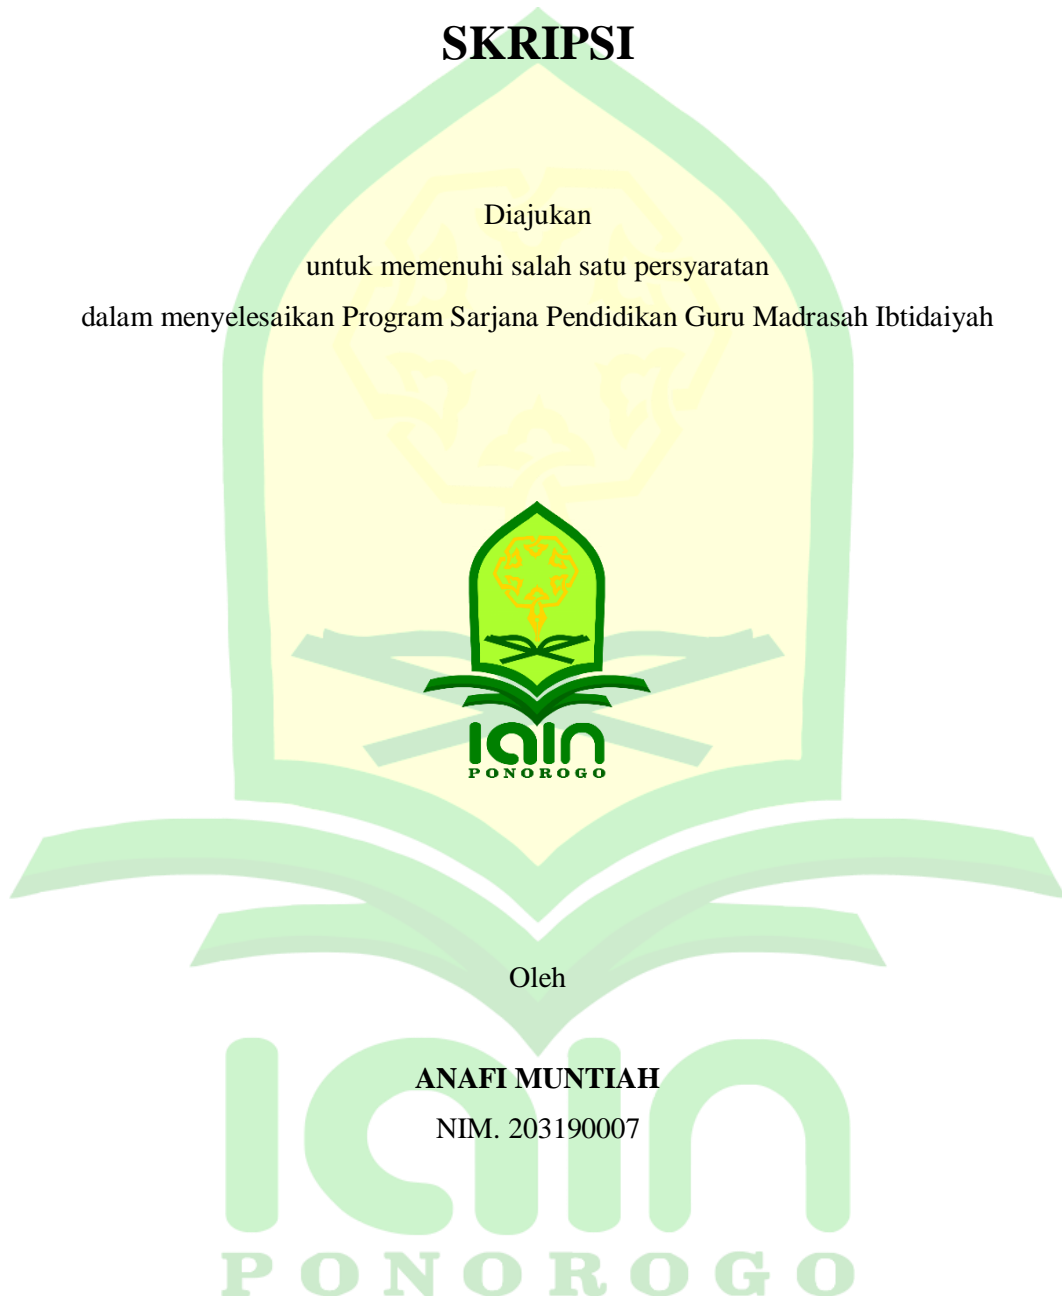 SKRIPSI
Diajukan
untuk memenuhi salah satu persyaratan
dalam menyelesaikan Program Sarjana Pendidikan Guru Madrasah Ibtidaiyah
iain
PONOROGO
Oleh
ANAFI MUNTIAH
NIM. 203190007
iain
PONOROGO